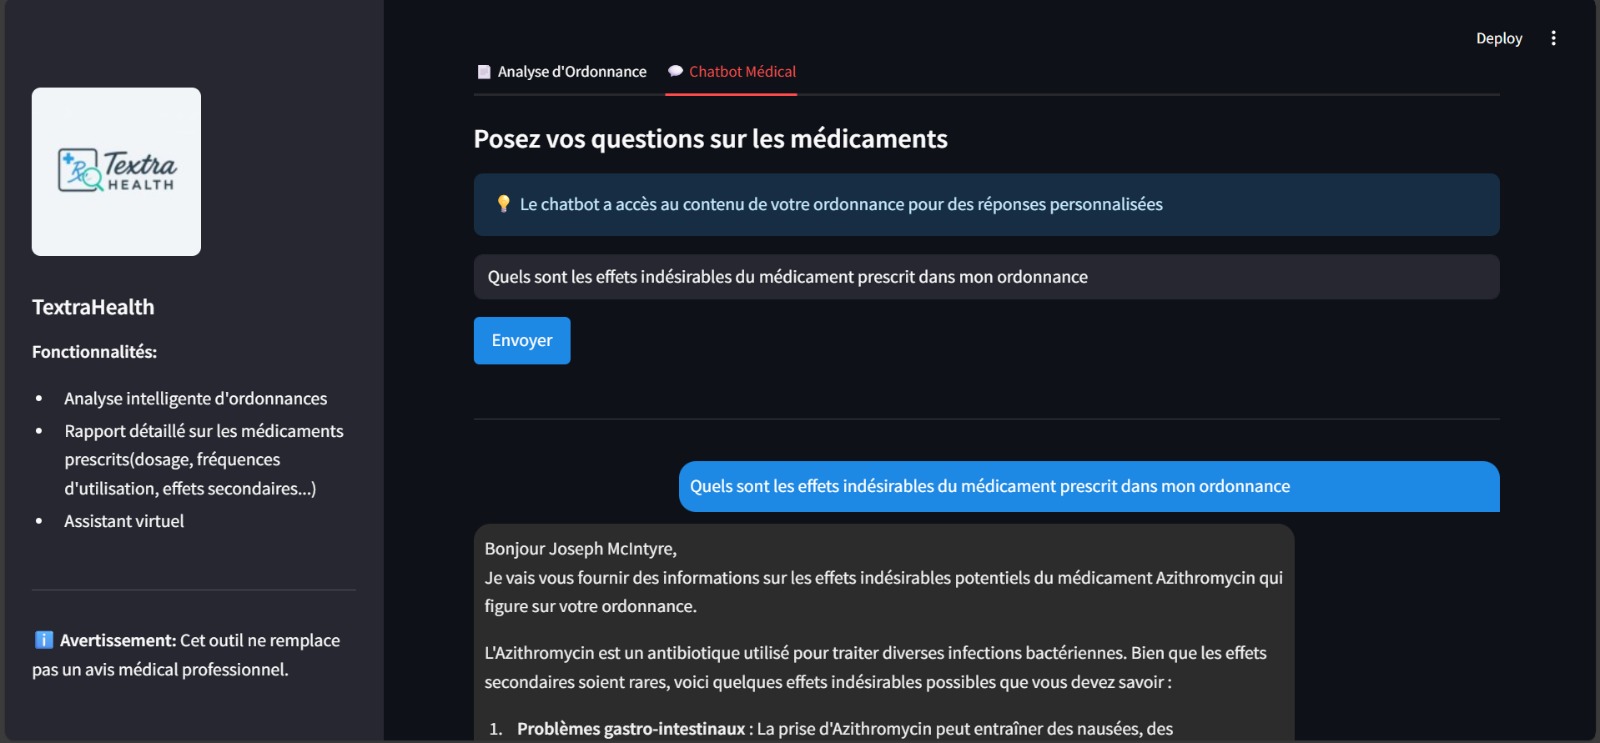 Deploy
Analyse d'Ordonnance
Chatbot Médical
Textra
HEALTH
TextraHealth
Fonctionnalités:
• Analyse intelligente d'ordonnances
• Rapport détaillé sur les médicaments
prescrits(dosage, fréquences
d'utilisation, effets secondaires...)
• Assistant virtuel
Avertissement: Cet outil ne remplace
pas un avis médical professionnel.
Posez vos questions sur les médicaments
Le chatbot a accès au contenu de votre ordonnance pour des réponses personnalisées
Quels sont les effets indésirables du médicament prescrit dans mon ordonnance
Envoyer
Quels sont les effets indésirables du médicament prescrit dans mon ordonnance
Bonjour Joseph McIntyre,
Je vais vous fournir des informations sur les effets indésirables potentiels du médicament Azithromycin qui
figure sur votre ordonnance.
L'Azithromycin est un antibiotique utilisé pour traiter diverses infections bactériennes. Bien que les effets
secondaires soient rares, voici quelques effets indésirables possibles que vous devez savoir :
1. Problèmes gastro-intestinaux : La prise d'Azithromycin peut entraîner des nausées, des